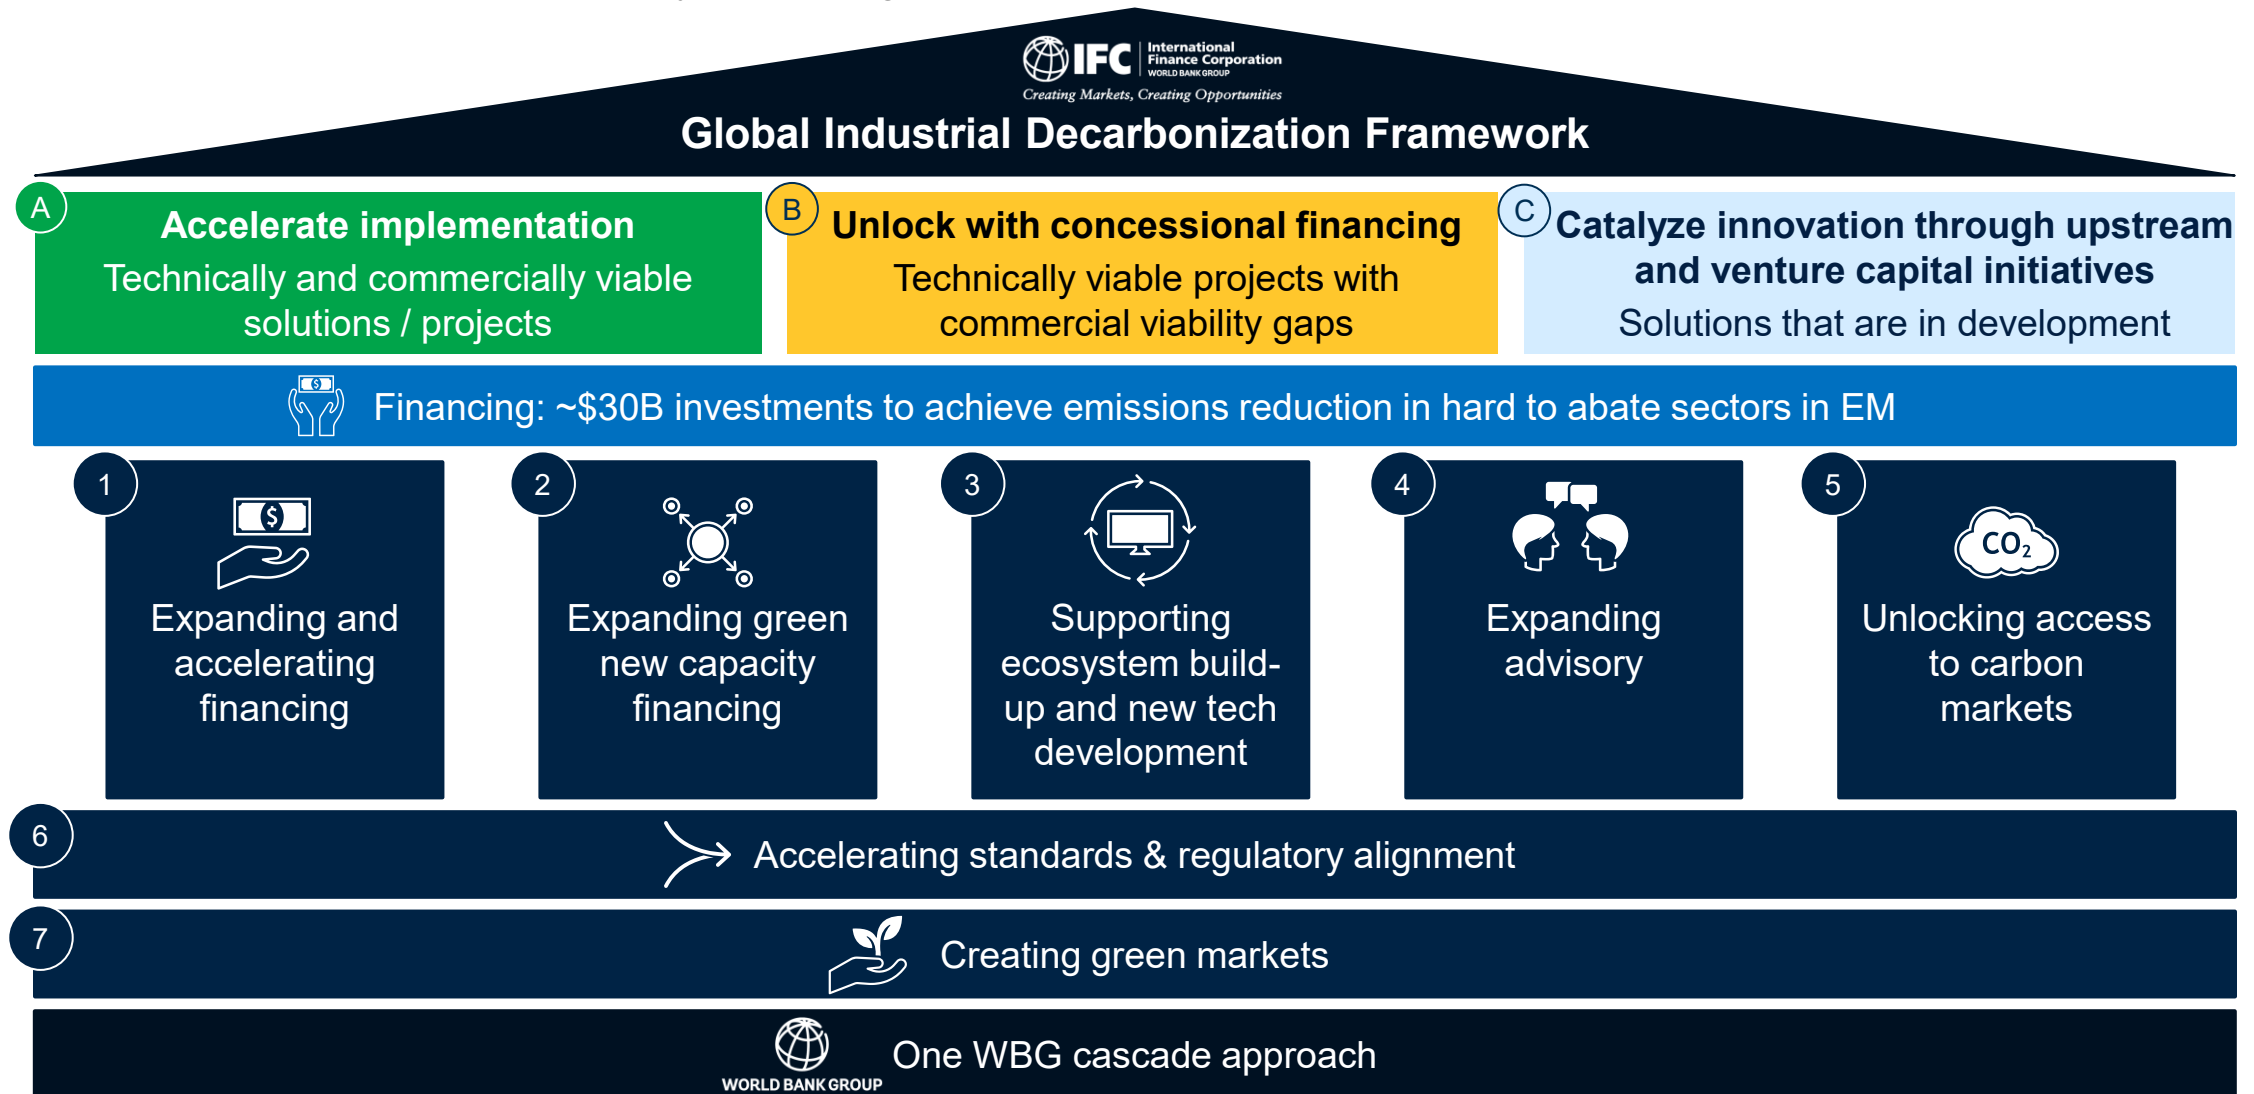 IFC
International
Finance Corporation
WORLD BANK GROUP
Creating Markets, Creating Opportunities
Global Industrial Decarbonization Framework
A
Accelerate implementation
Technically and commercially viable
solutions / projects
B
Unlock with concessional financing
Technically viable projects with
commercial viability gaps
C
Catalyze innovation through upstream
and venture capital initiatives
Solutions that are in development
$
Financing: ~$30B investments to achieve emissions reduction in hard to abate sectors in EM
1
$
Expanding and
accelerating
financing
2
Expanding green
new capacity
financing
3
Supporting
ecosystem build-
up and new tech
development
4
Expanding
advisory
5
CO₂
Unlocking access
to carbon
markets
6
Accelerating standards & regulatory alignment
7
Creating green markets
WORLD BANK GROUP
One WBG cascade approach